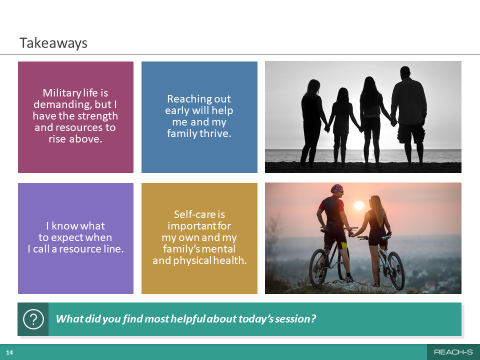 Takeaways
Military life is
demanding, but I
have the strength
and resources to
rise above.
Reaching out
early will help
me and my
family thrive.
I know what
to expect when
I call a resource line.
Self-care is
important for
my own and my
family's mental
and physical health.
? What did you find most helpful about today's session?
14
REACH-S